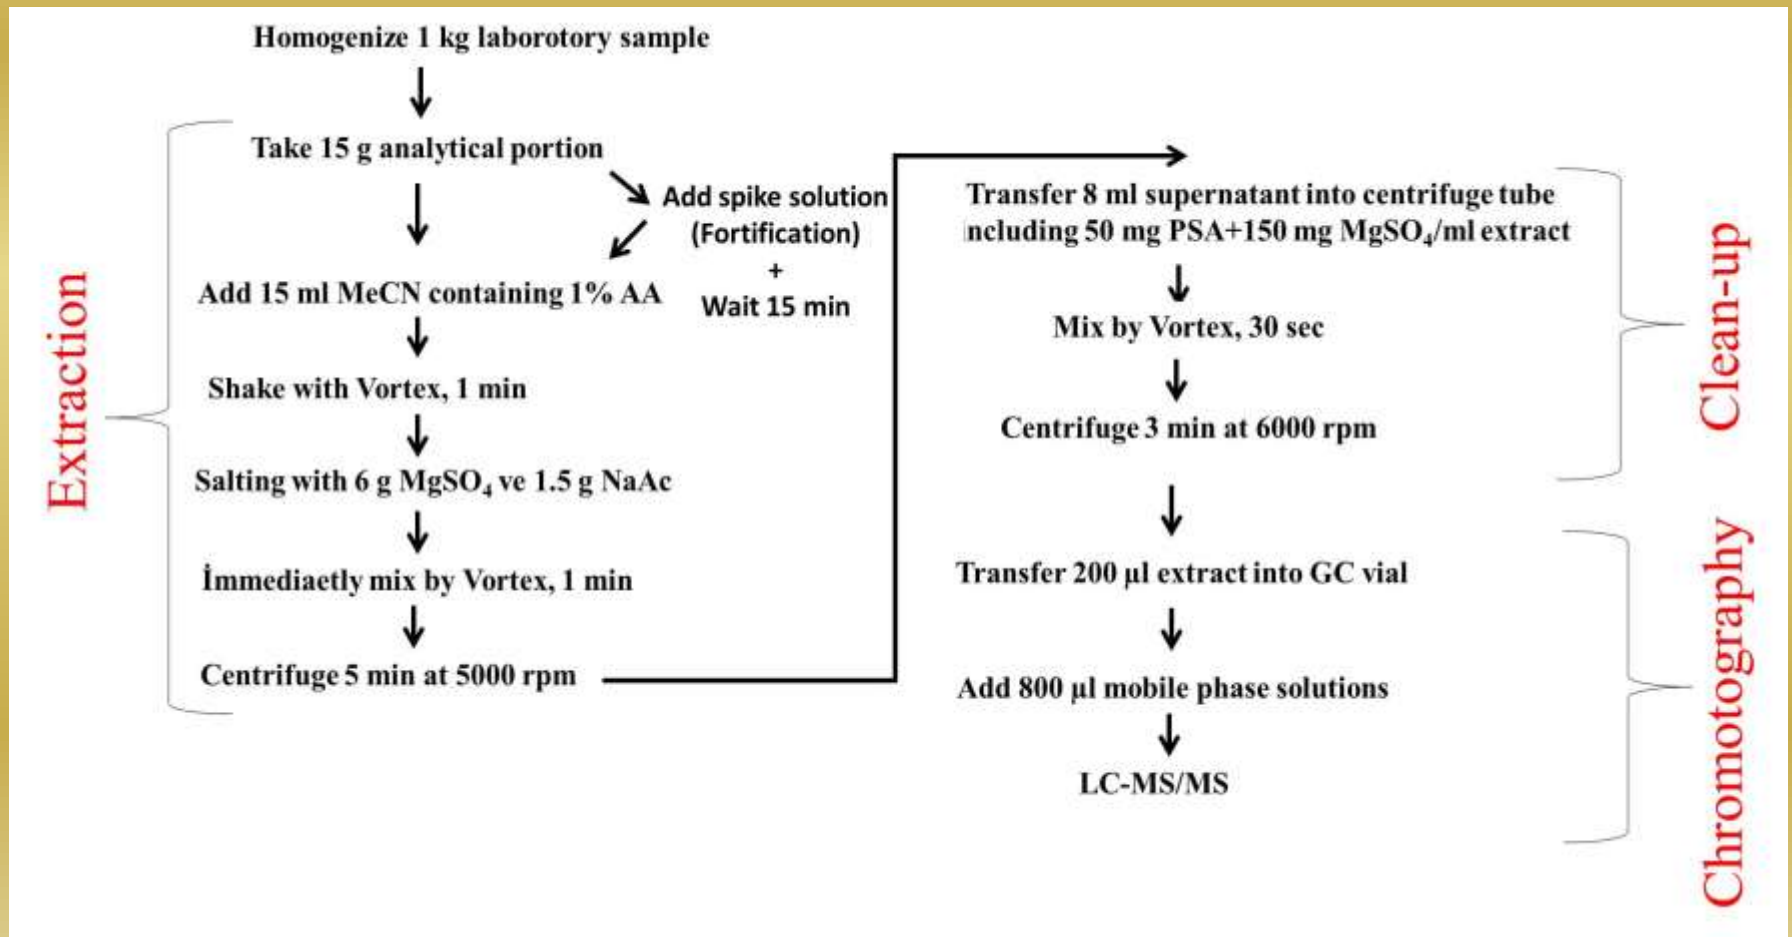 Homogenize 1 kg laborotory sample
Take 15 g analytical portion
Add spike solution
(Fortification)
+
Wait 15 min
Add 15 ml MeCN containing 1% AA
Shake with Vortex, 1 min
Salting with 6 g MgSO₄ ve 1.5 g NaAc
İmmediaetly mix by Vortex, 1 min
Centrifuge 5 min at 5000 rpm
Extraction
Transfer 8 ml supernatant into centrifuge tube
including 50 mg PSA+150 mg MgSO₄/ml extract
Mix by Vortex, 30 sec
Centrifuge 3 min at 6000 rpm
Clean-up
Transfer 200 µl extract into GC vial
Add 800 µl mobile phase solutions
LC-MS/MS
Chromotography